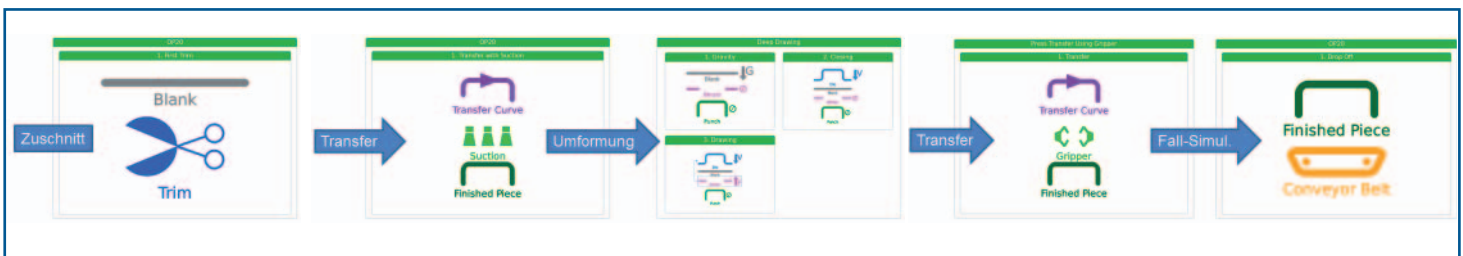 Zuschnitt
OP20
1. First Trim
Blank
Trim
Transfer
OP20
1. Transfer with Suction
Transfer Curve
Suction
Finished Piece
Umformung
Deep Drawing
1. Gravity
G
Blank
Punch
2. Closing
V
Punch
3. Drawing
V
Punch
Transfer
Press Transfer Using Gripper
1. Transfer
Transfer Curve
Gripper
Finished Piece
Fall-Simul.
OP20
1. Drop Off
Finished Piece
Conveyor Belt